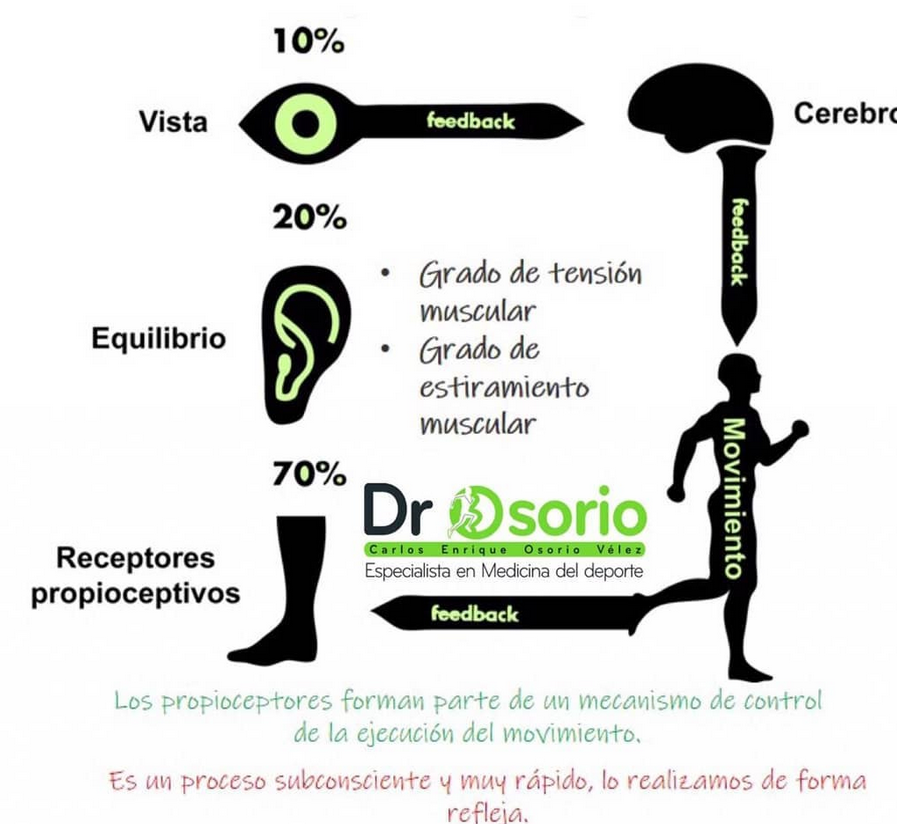 10%
Vista
feedback
Cerebro
20%
feedback
Equilibrio
• Grado de tensión
muscular
• Grado de
estiramiento
muscular
Movimiento
70%
Receptores
propioceptivos
Dr Osorio
Carlos Enrique Osorio Vélez
Especialista en Medicina del deporte
feedback
Los propioceptores forman parte de un mecanismo de control
de la ejecución del movimiento.
Es un proceso subconsciente y muy rápido, lo realizamos de forma
refleja.